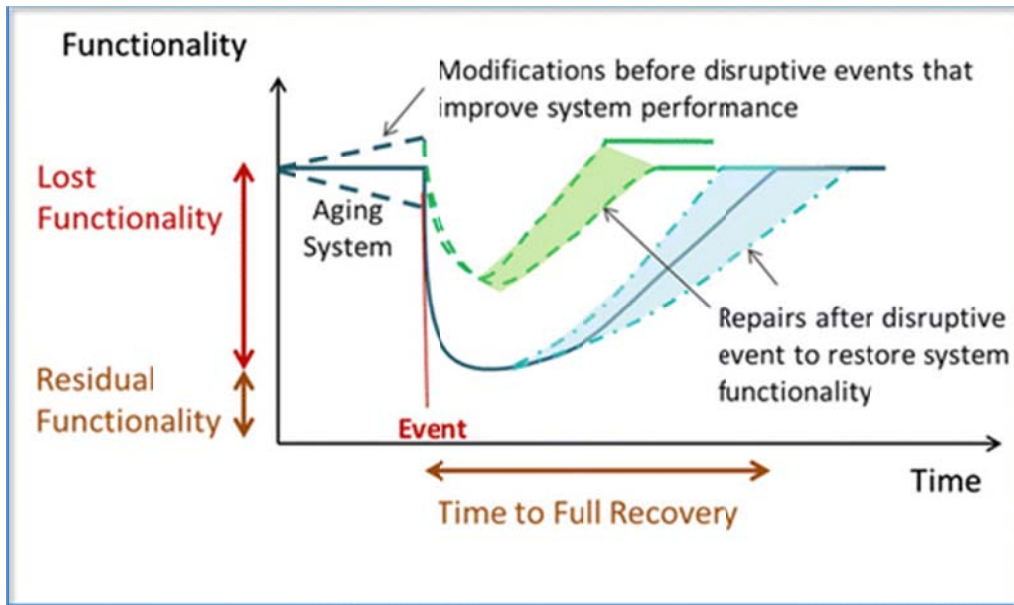 Functionality
Modifications before disruptive events that
improve system performance
Lost
Functionality
Aging
System
Repairs after disruptive
event to restore system
functionality
Residual
Functionality
Event
Time
Time to Full Recovery